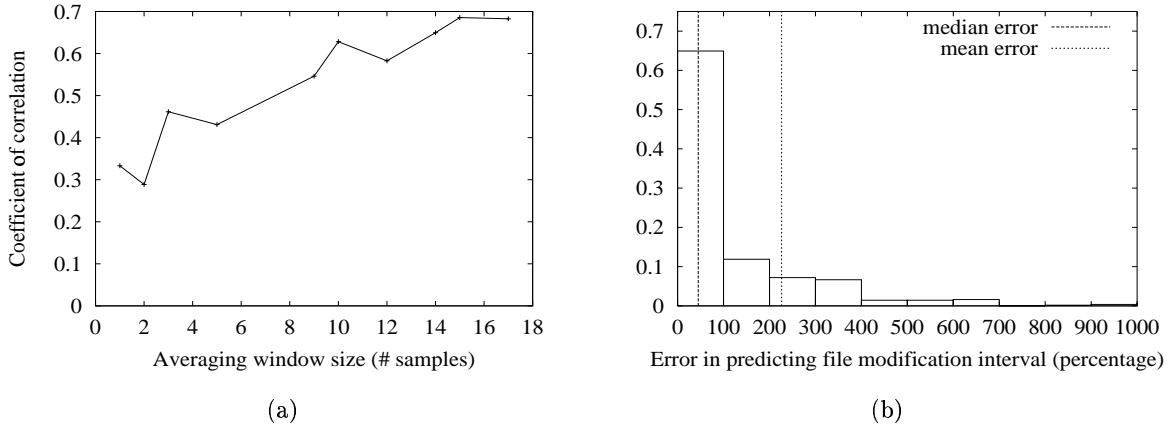 0.7
0.6
0.5
0.4
0.3
0.2
0.1
0
Coefficient of correlation
0 2 4 6 8 10 12 14 16 18
Averaging window size (# samples)
(a)
median error
mean error
0.7
0.6
0.5
0.4
0.3
0.2
0.1
0
0 100 200 300 400 500 600 700 800 900 1000
Error in predicting file modification interval (percentage)
(b)